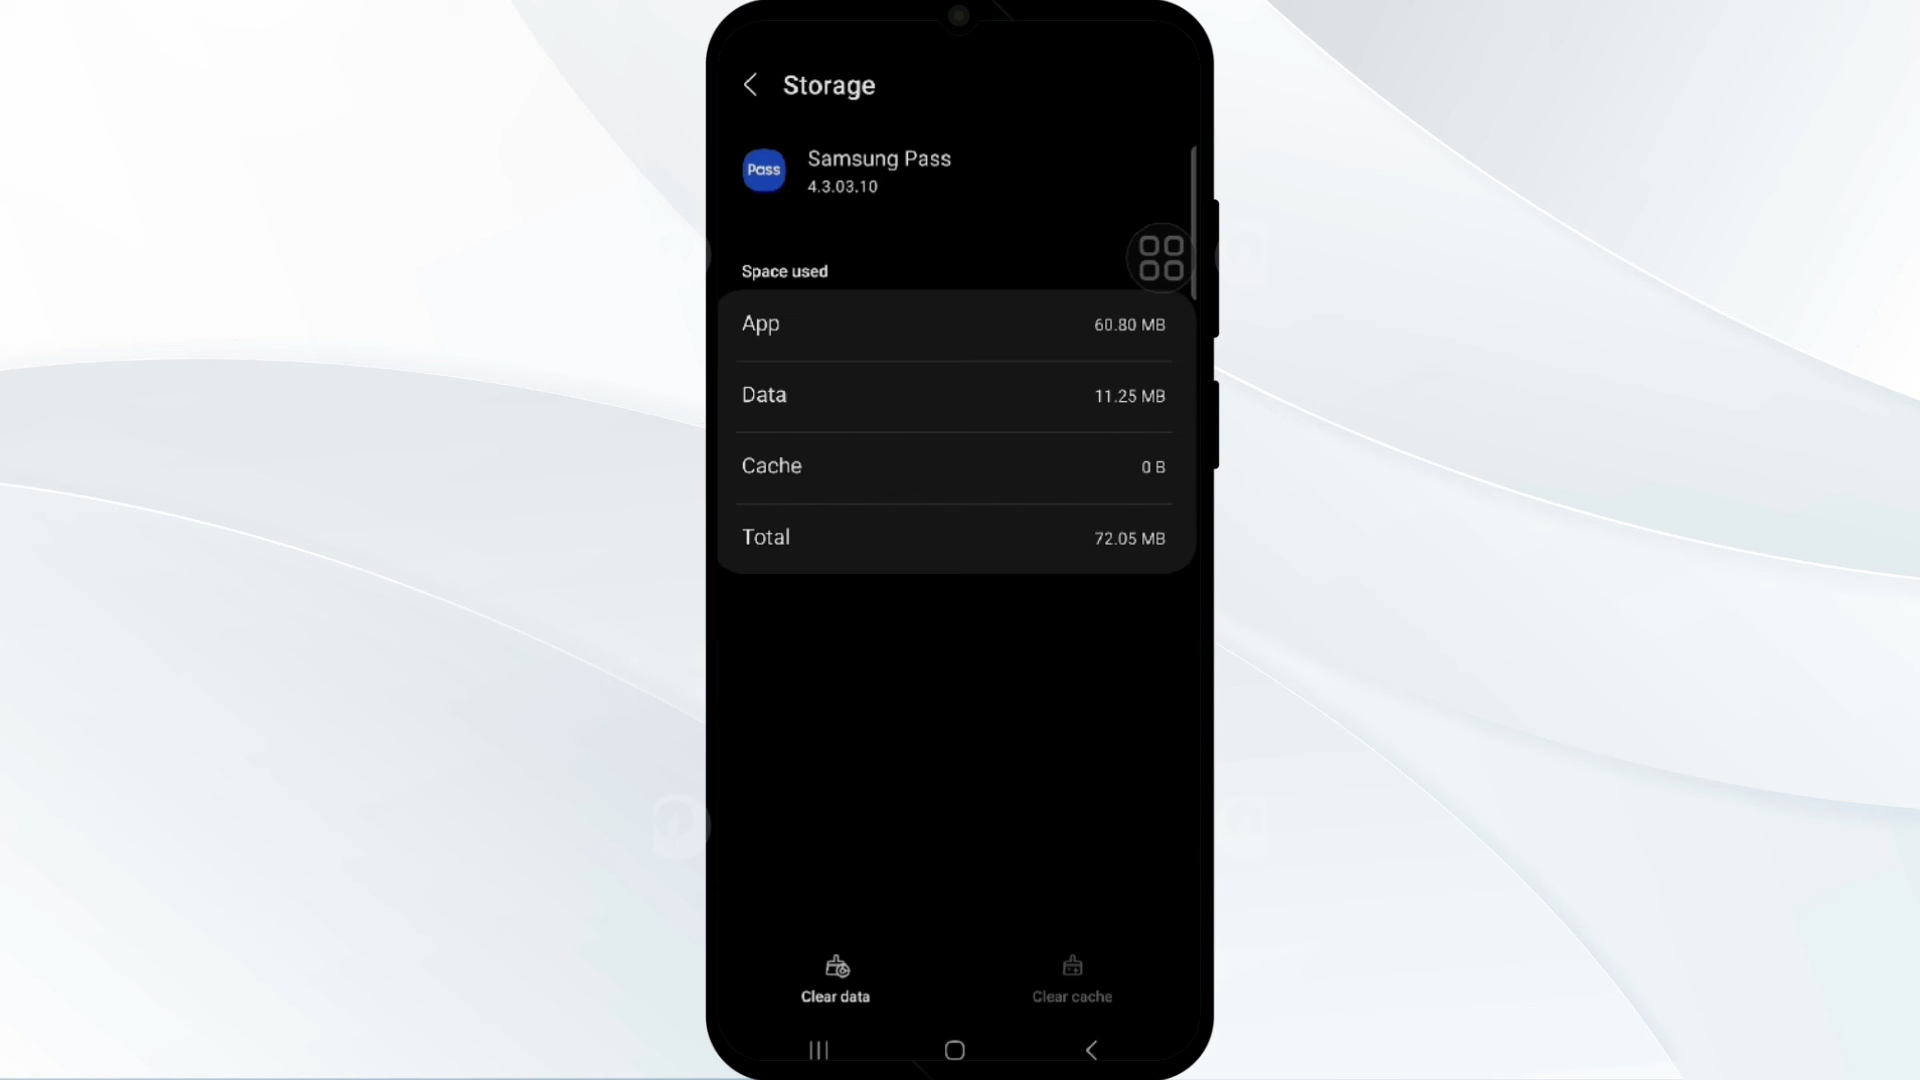 Storage
Pass
Samsung Pass
4.3.03.10
Space used
App 60.80 MB
Data 11.25 MB
Cache 0 B
Total 72.05 MB
Clear data Clear cache